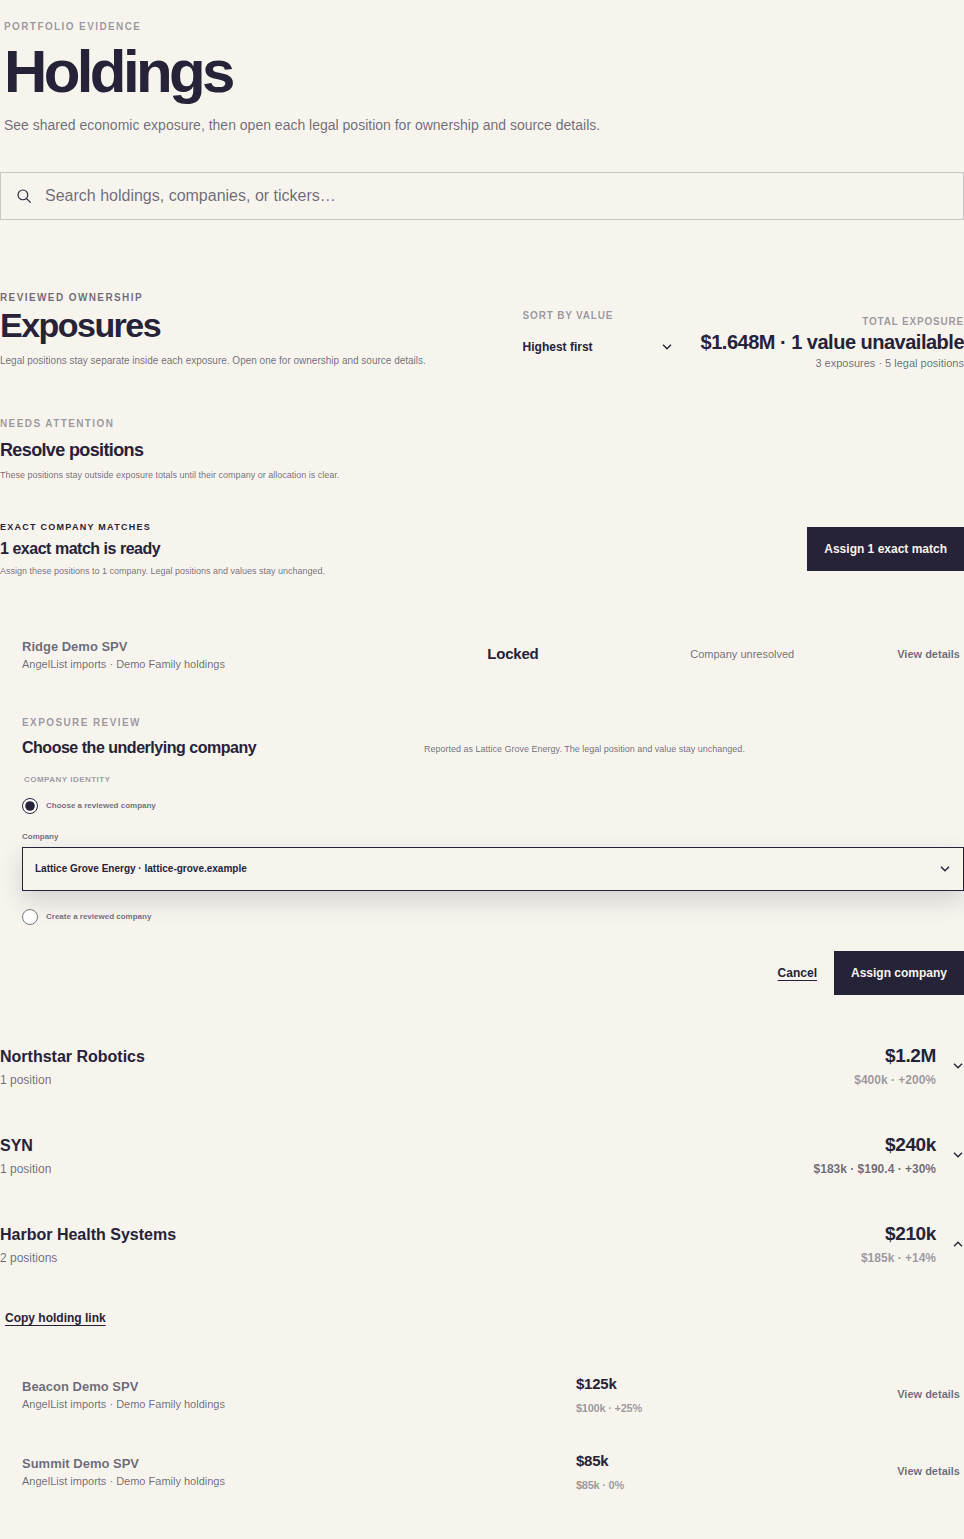 PORTFOLIO EVIDENCE
Holdings
See shared economic exposure, then open each legal position for ownership and source details.
Search holdings, companies, or tickers…
REVIEWED OWNERSHIP
Exposures
Legal positions stay separate inside each exposure. Open one for ownership and source details.
SORT BY VALUE
Highest first
TOTAL EXPOSURE
$1.648M · 1 value unavailable
3 exposures · 5 legal positions
NEEDS ATTENTION
Resolve positions
These positions stay outside exposure totals until their company or allocation is clear.
EXACT COMPANY MATCHES
1 exact match is ready
Assign these positions to 1 company. Legal positions and values stay unchanged.
Assign 1 exact match
Ridge Demo SPV
AngelList imports · Demo Family holdings
Locked
Company unresolved
View details
EXPOSURE REVIEW
Choose the underlying company
Reported as Lattice Grove Energy. The legal position and value stay unchanged.
COMPANY IDENTITY
Choose a reviewed company
Company
Lattice Grove Energy · lattice-grove.example
Create a reviewed company
Cancel
Assign company
Northstar Robotics
1 position
$1.2M
$400k · +200%
SYN
1 position
$240k
$183k · $190.4 · +30%
Harbor Health Systems
2 positions
$210k
$185k · +14%
Copy holding link
Beacon Demo SPV
AngelList imports · Demo Family holdings
$125k
$100k · +25%
View details
Summit Demo SPV
AngelList imports · Demo Family holdings
$85k
$85k · 0%
View details